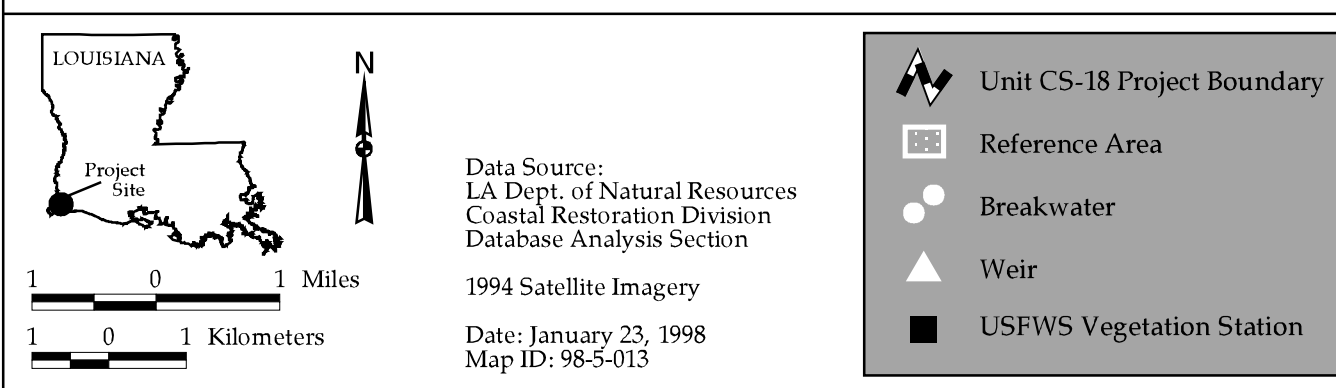 LOUISIANA
Project
Site
N
1 0 1 Miles
1 0 1 Kilometers
Data Source:
LA Dept. of Natural Resources
Coastal Restoration Division
Database Analysis Section
1994 Satellite Imagery
Date: January 23, 1998
Map ID: 98-5-013
Unit CS-18 Project Boundary
Reference Area
Breakwater
Weir
USFWS Vegetation Station